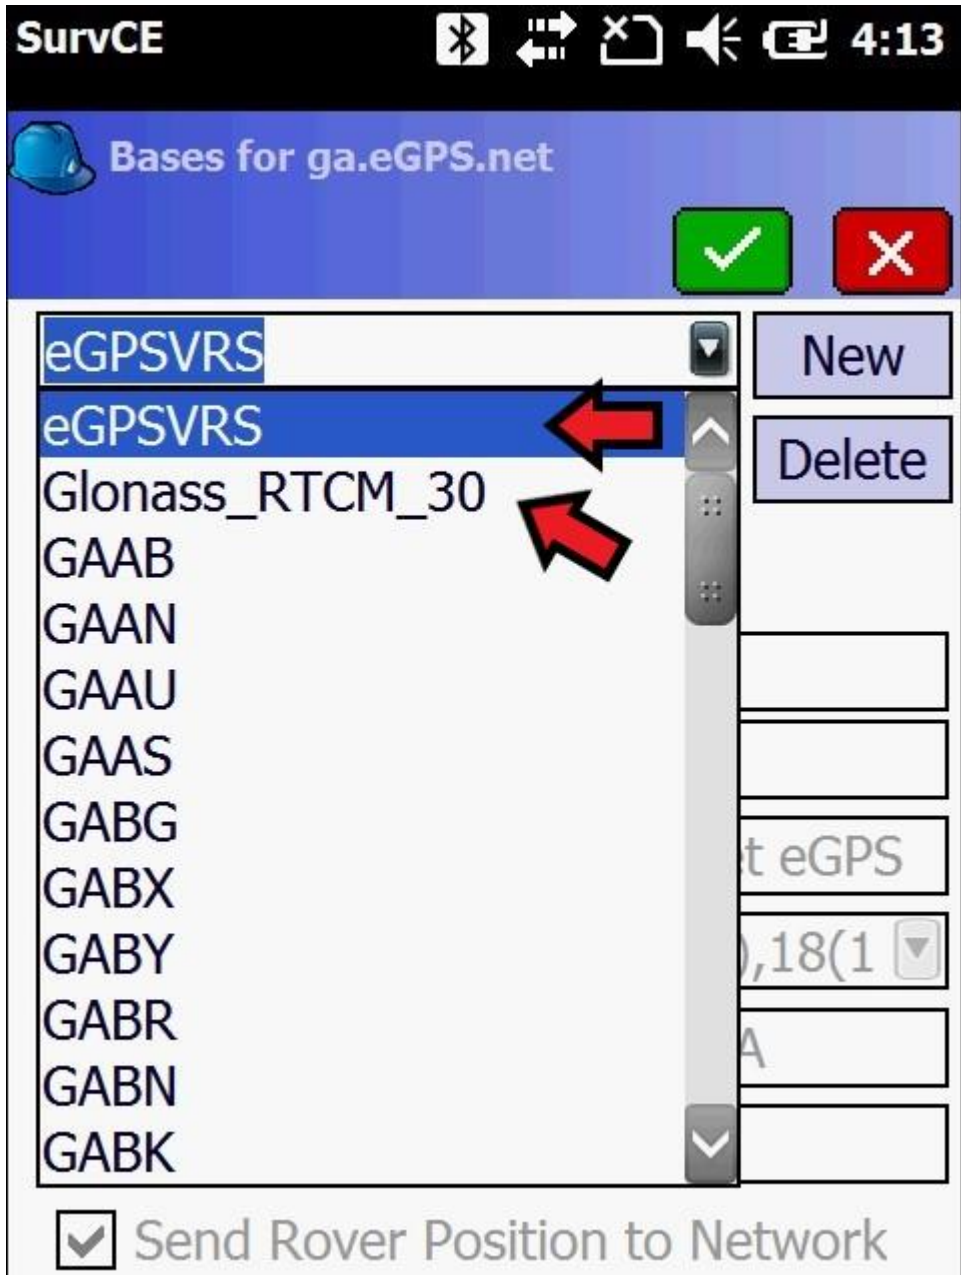 SurvCE 4:13
Bases for ga.eGPS.net
eGPSVRS
New
eGPSVRS
Delete
Glonass_RTCM_30
GAAB
GAAN
GAAU
GAAS
GABG
et eGPS
GABX
GABY
),18(1
GABR
A
GABN
GABK
Send Rover Position to Network